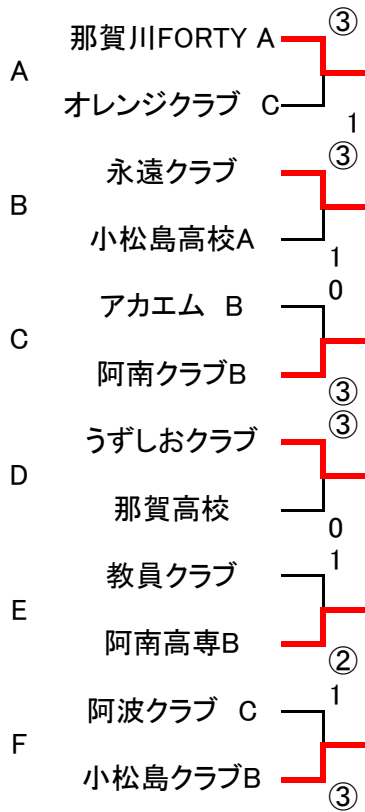 ③
那賀川FORTY A
A
オレンジクラブ C
1
③
永遠クラブ
B
小松島高校A
1
0
アカエム B
C
阿南クラブB
③
③
うずしおクラブ
D
那賀高校
0
1
教員クラブ
E
阿南高専B
②
1
阿波クラブ C
F
小松島クラブB
③